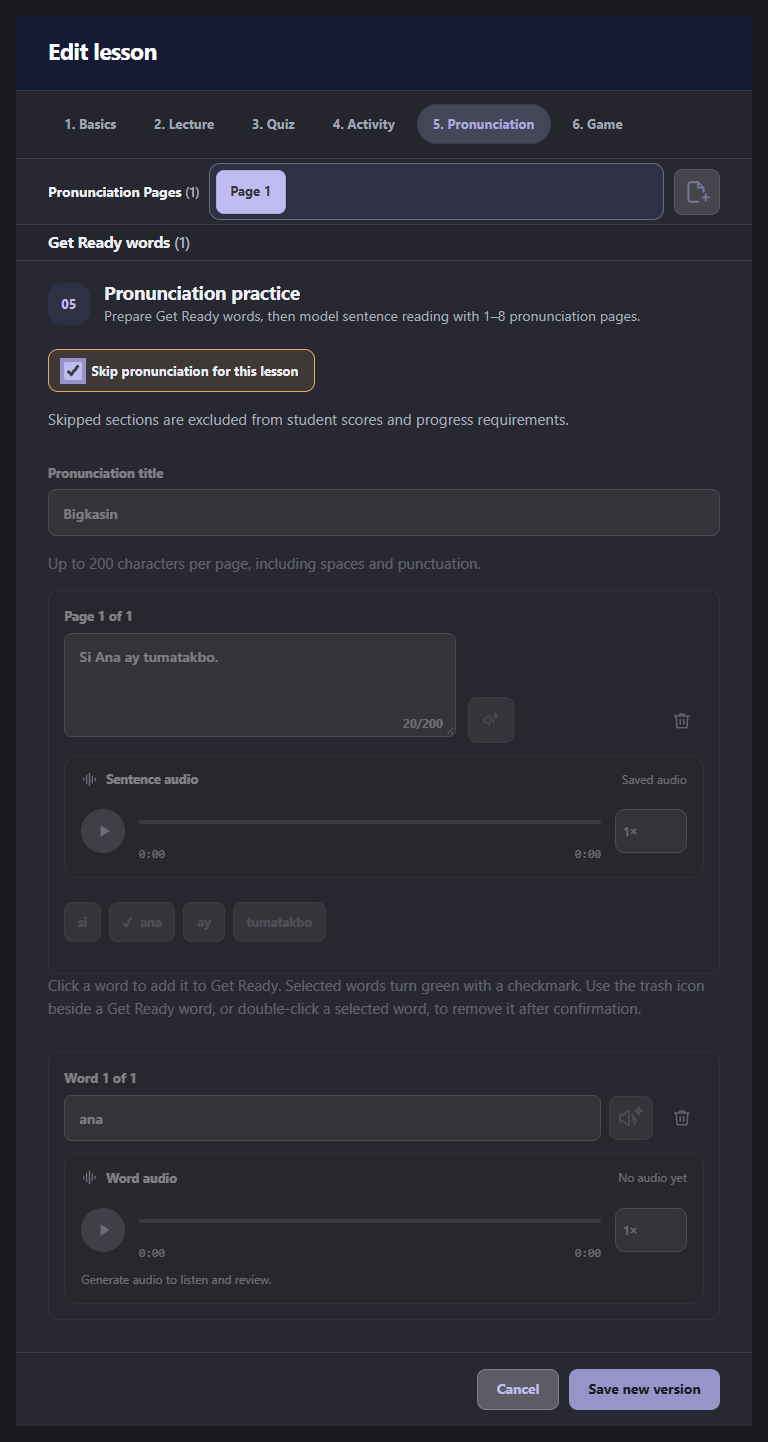 Edit lesson
1. Basics
2. Lecture
3. Quiz
4. Activity
5. Pronunciation
6. Game
Pronunciation Pages (1)
Page 1
Get Ready words (1)
05
Pronunciation practice
Prepare Get Ready words, then model sentence reading with 1–8 pronunciation pages.
Skip pronunciation for this lesson
Skipped sections are excluded from student scores and progress requirements.
Pronunciation title
Bigkasin
Up to 200 characters per page, including spaces and punctuation.
Page 1 of 1
Si Ana ay tumatakbo.
20/200
Sentence audio
Saved audio
0:00
0:00
1×
si
✓ ana
ay
tumatakbo
Click a word to add it to Get Ready. Selected words turn green with a checkmark. Use the trash icon
beside a Get Ready word, or double-click a selected word, to remove it after confirmation.
Word 1 of 1
ana
Word audio
No audio yet
0:00
0:00
1×
Generate audio to listen and review.
Cancel
Save new version